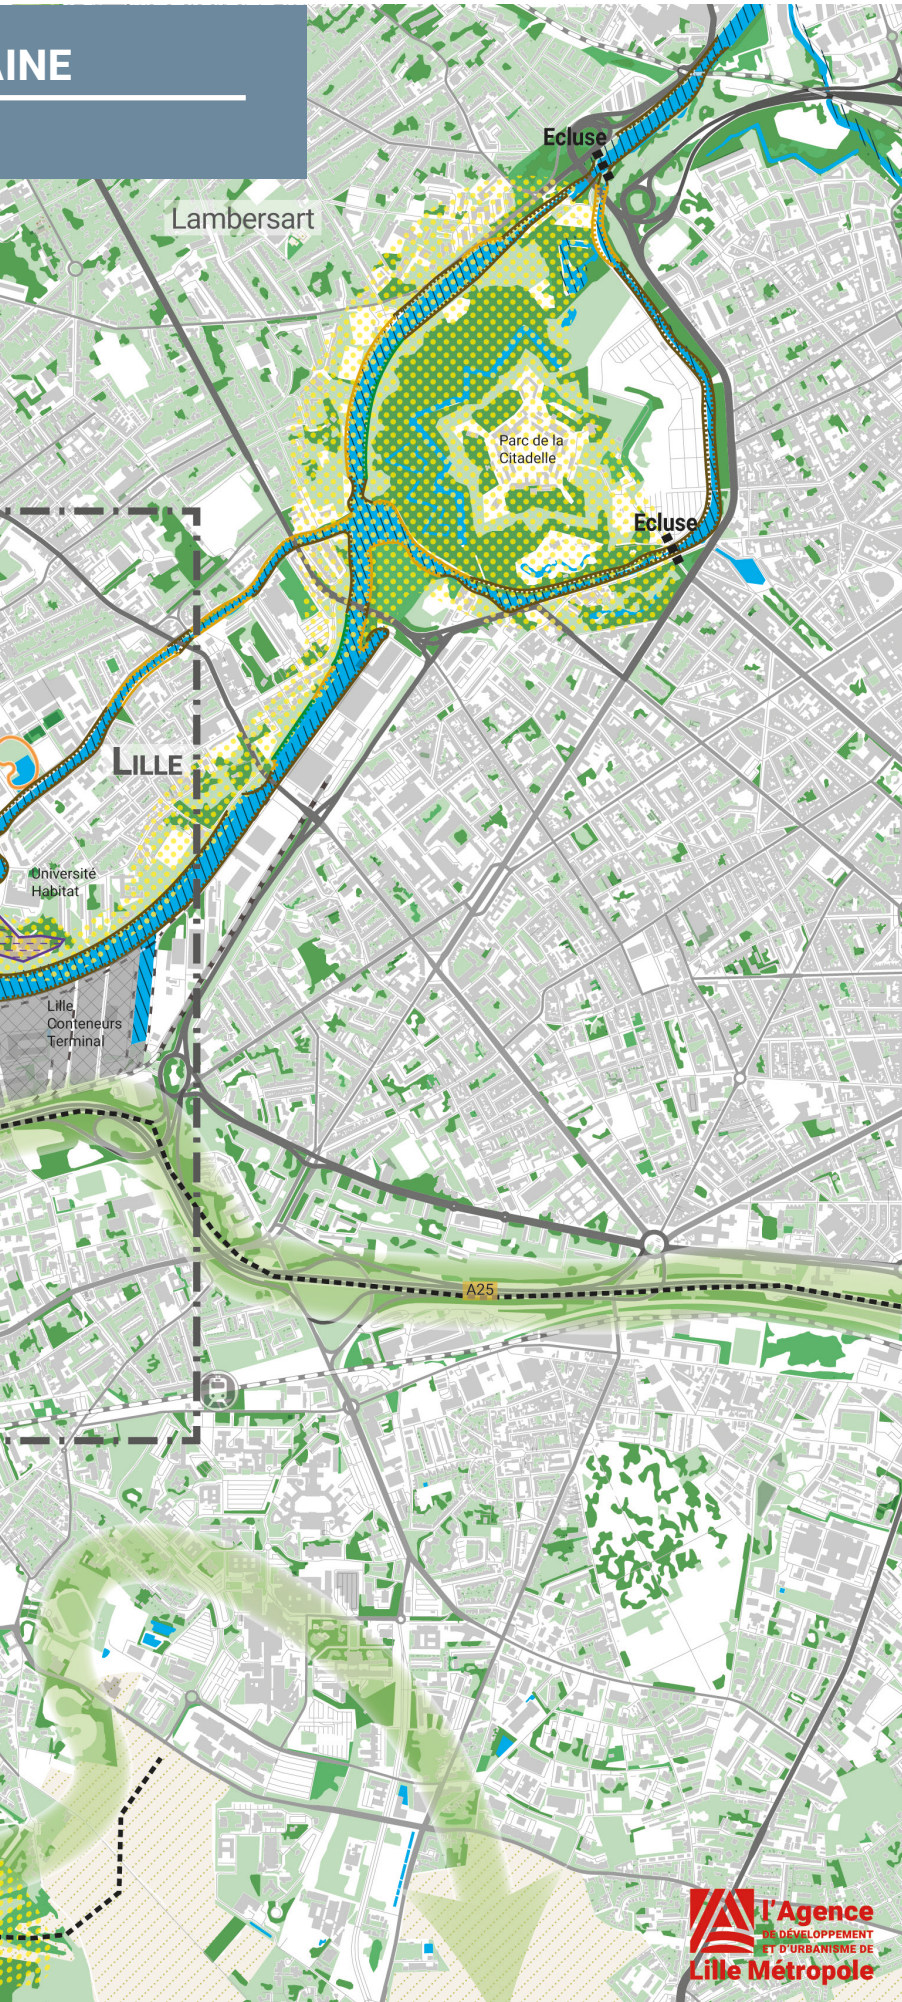 AINE
Ecluse
Lambersart
Parc de la
Citadelle
Ecluse
LILLE
Université
Habitat
Lille
Conteneurs
Terminal
A25
l'Agence
DE DÉVELOPPEMENT
ET D'URBANISME DE
Lille Métropole